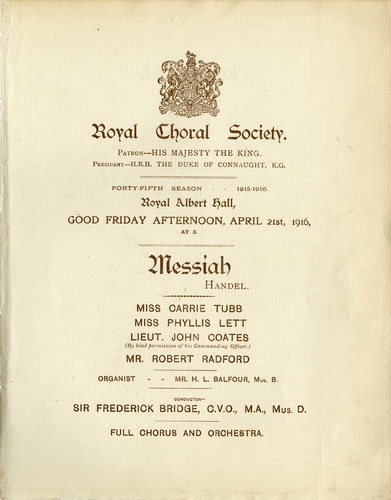 Royal Choral Society.
PATRON—HIS MAJESTY THE KING.
PRESIDENT—H.R.H. THE DUKE OF CONNAUGHT, K.G.
FORTY-FIFTH SEASON - - 1915-1916.
Royal Albert Hall,
GOOD FRIDAY AFTERNOON, APRIL 21st, 1916,
AT 3.
Messiah
HANDEL.
MISS CARRIE TUBB
MISS PHYLLIS LETT
LIEUT. JOHN COATES
(By kind permission of his Commanding Officer.)
MR. ROBERT RADFORD
ORGANIST - - MR. H. L. BALFOUR, MUS. B.
CONDUCTOR—
SIR FREDERICK BRIDGE, C.V.O., M.A., MUS. D.
FULL CHORUS AND ORCHESTRA.